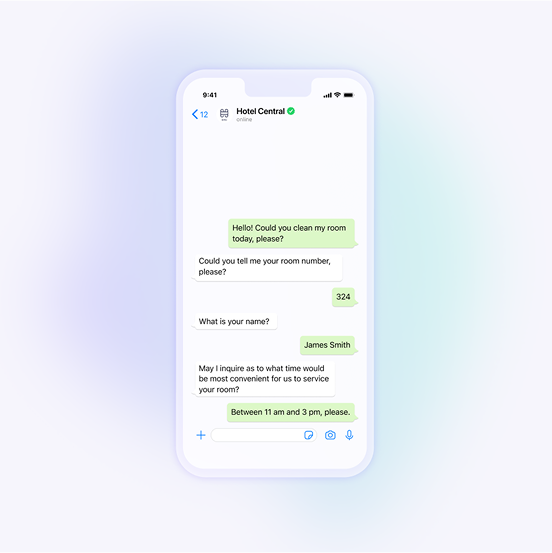 9:41
12
Hotel Central
online
Hello! Could you clean my room
today, please?
Could you tell me your room number,
please?
324
What is your name?
James Smith
May I inquire as to what time would
be most convenient for us to service
your room?
Between 11 am and 3 pm, please.